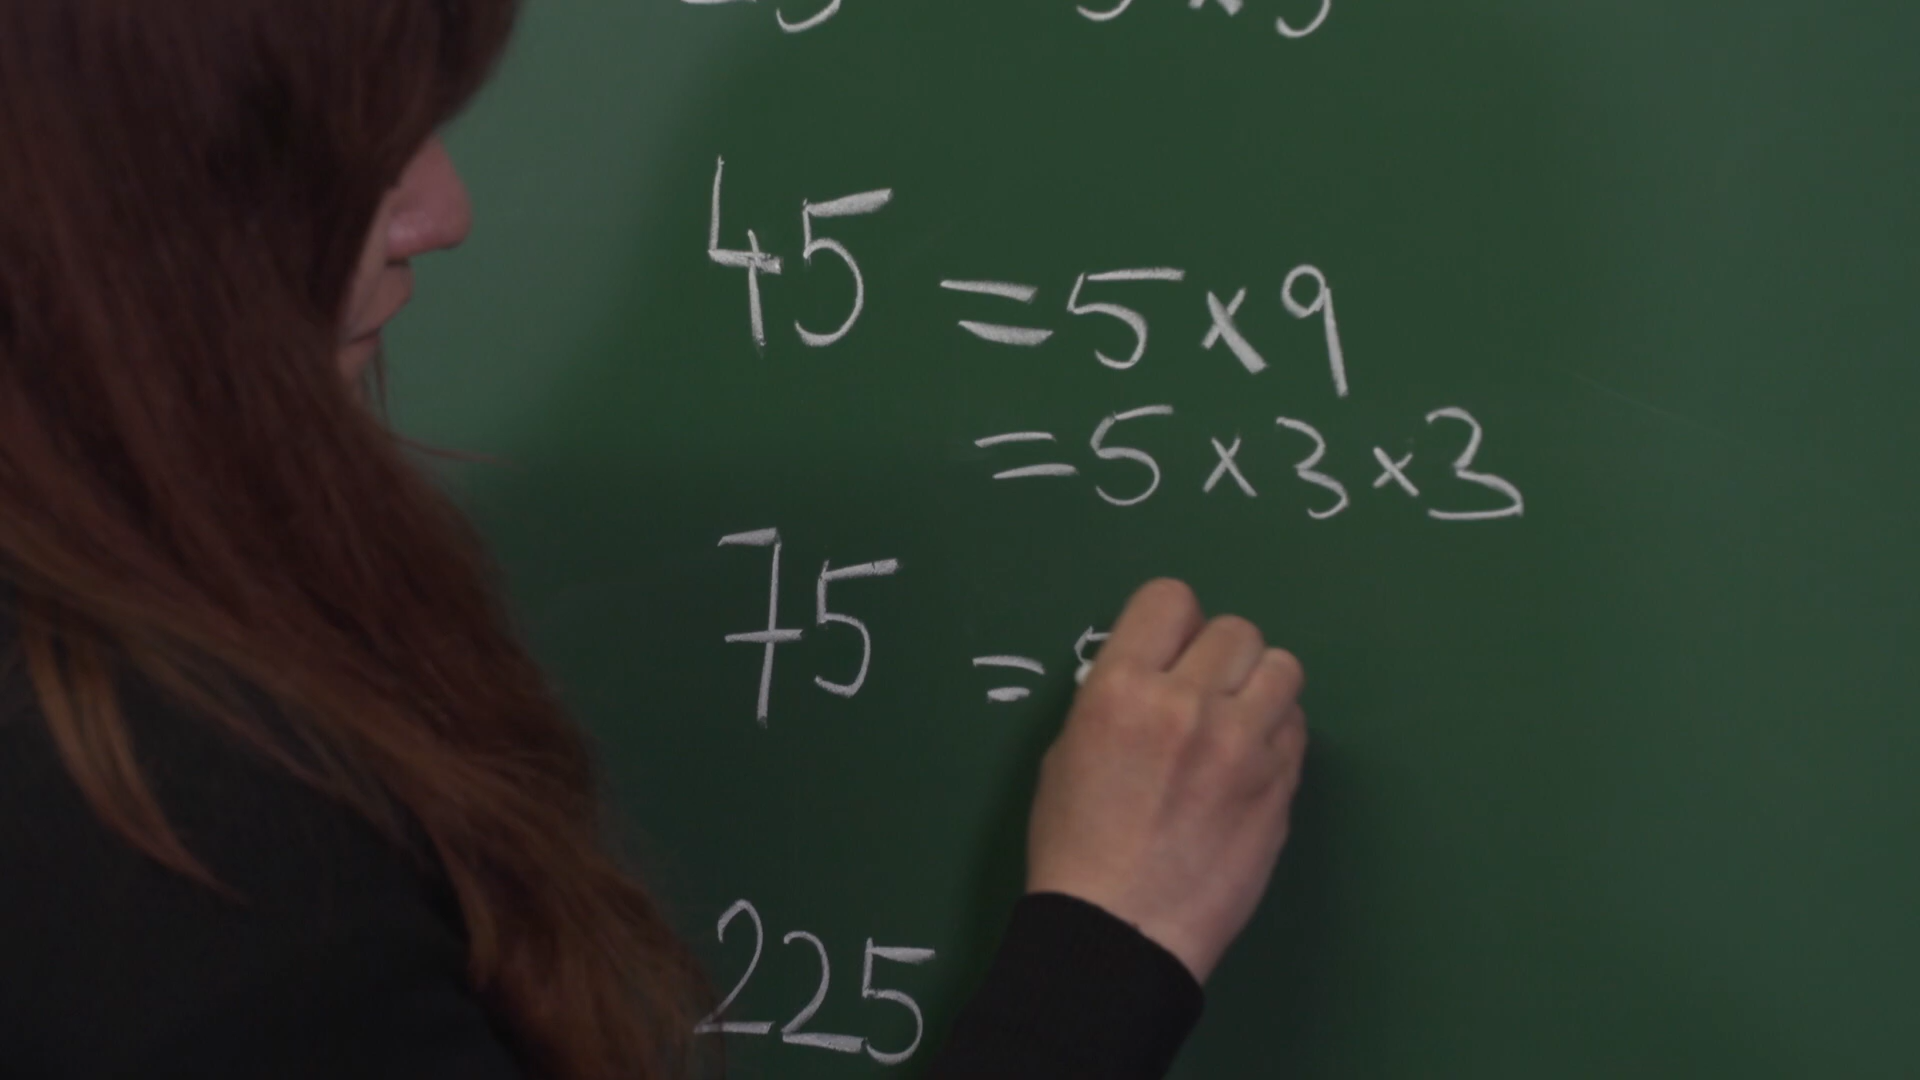 45 = 5 x 9
= 5 x 3 x 3
75 =
225